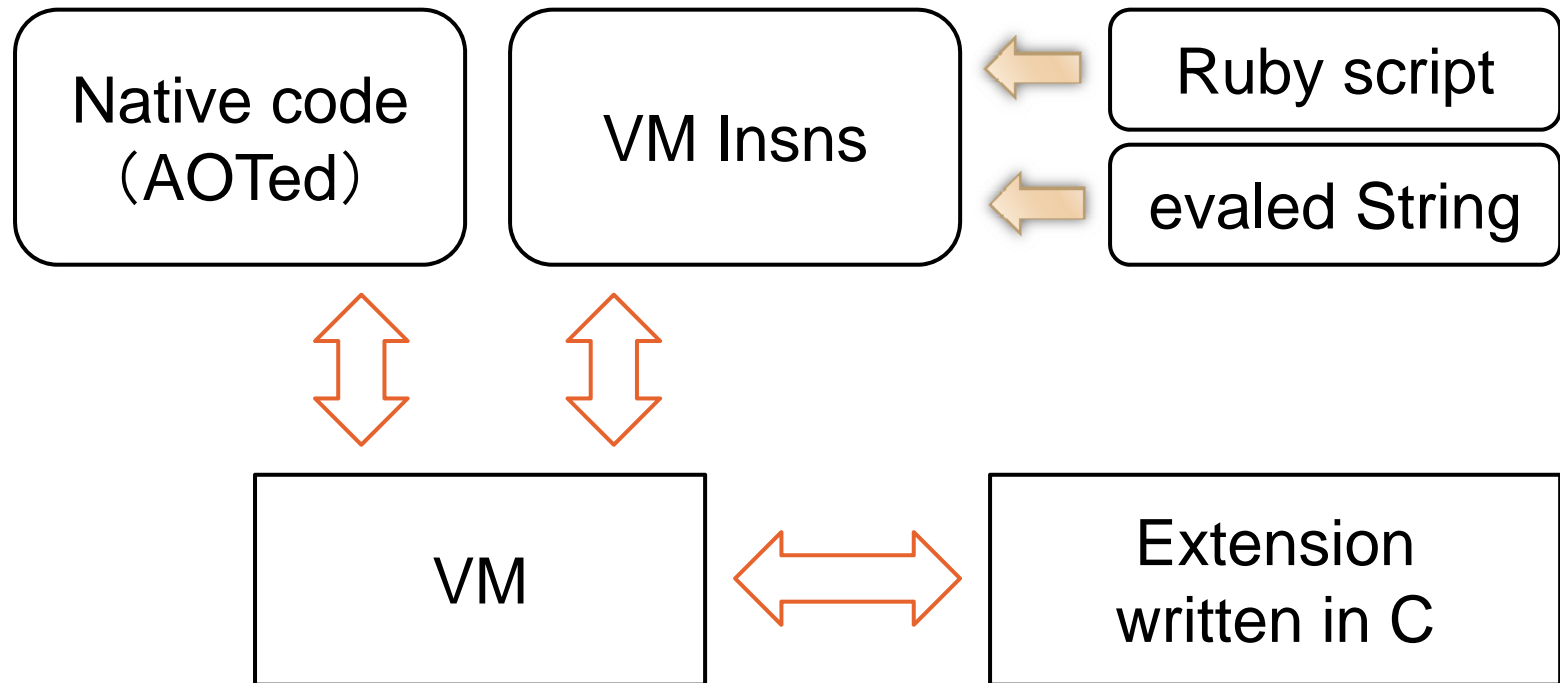 Native code
（AOTed）
VM Insns
Ruby script
evaled String
VM
Extension
written in C